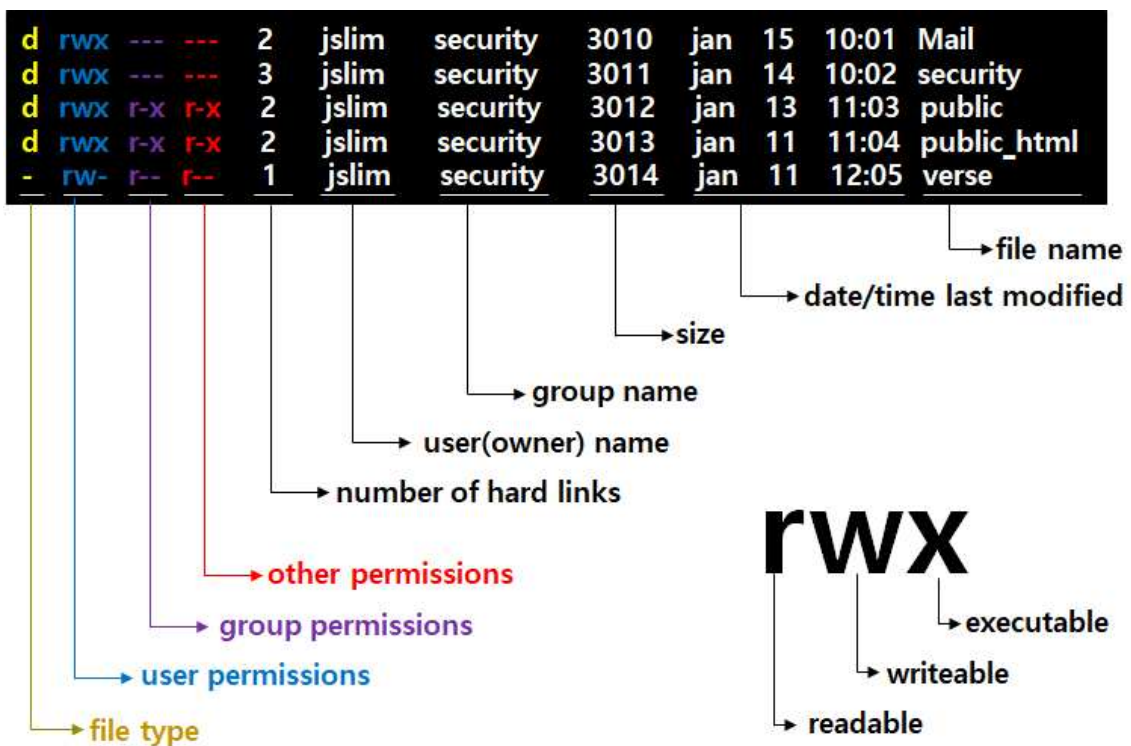 d rwx --- --- 2 jslim security 3010 jan 15 10:01 Mail
d rwx --- --- 3 jslim security 3011 jan 14 10:02 security
d rwx r-x r-x 2 jslim security 3012 jan 13 11:03 public
d rwx r-x r-x 2 jslim security 3013 jan 11 11:04 public_html
- rw- r-- r-- 1 jslim security 3014 jan 11 12:05 verse
file name
date/time last modified
size
group name
user(owner) name
number of hard links
other permissions
group permissions
user permissions
file type
rwx
executable
writeable
readable